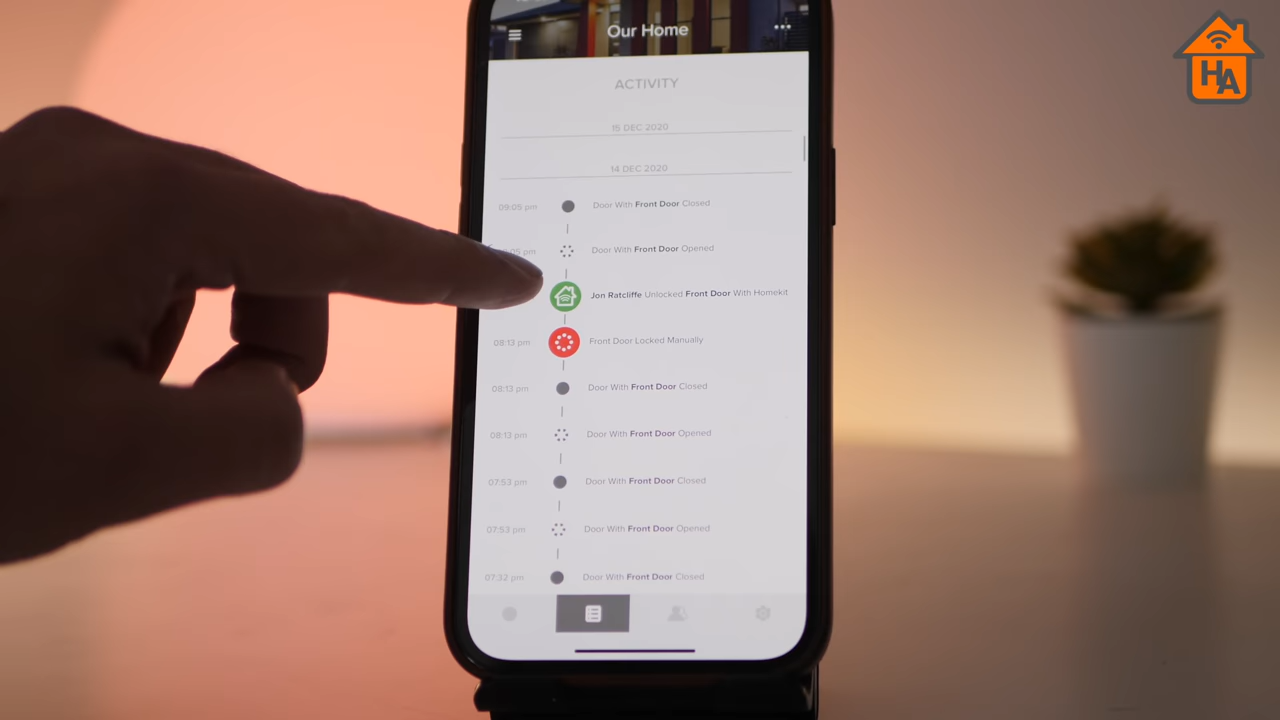 Our Home
HA
ACTIVITY
15 DEC 2020
14 DEC 2020
09:09 pm Door With Front Door Closed
:05 pm Door With Front Door Opened
Jon Ratcliffe Unlocked Front Door With Homekit
08:13 pm Front Door Locked Manually
08:13 pm Door With Front Door Closed
08:13 pm Door With Front Door Opened
07:53 pm Door With Front Door Closed
07:53 pm Door With Front Door Opened
07:32 pm Door With Front Door Closed